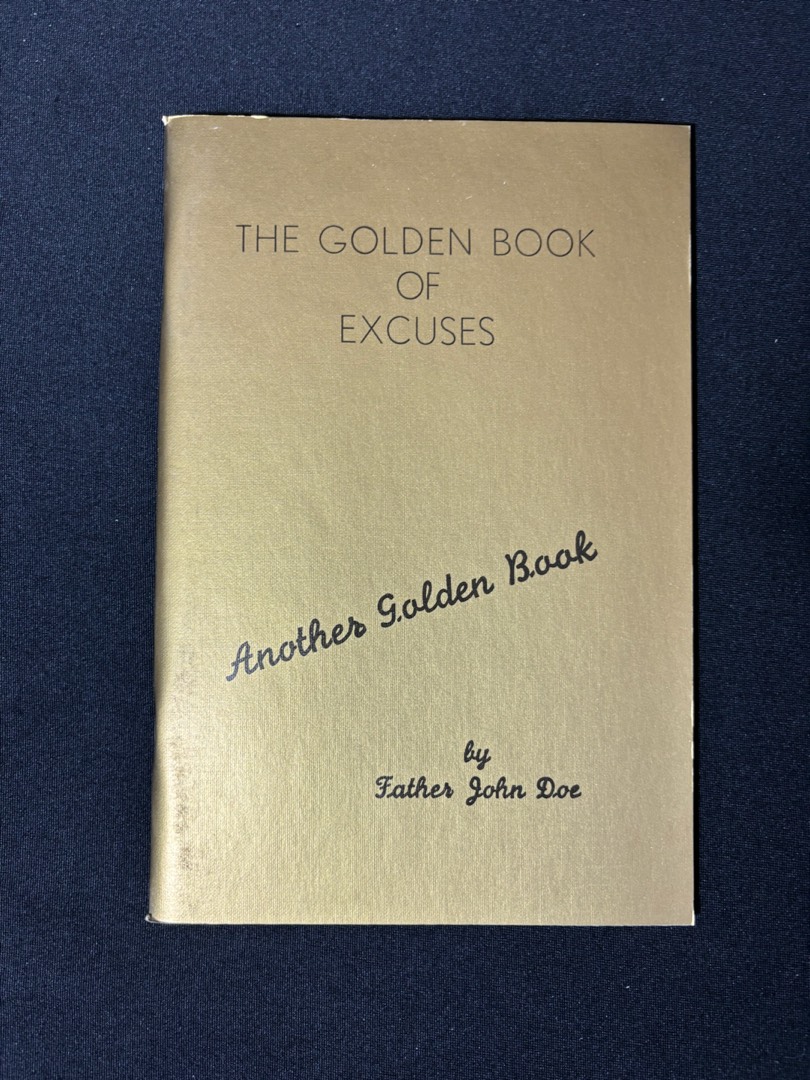 THE GOLDEN BOOK
OF
EXCUSES
Another Golden Book
by
Father John Doe